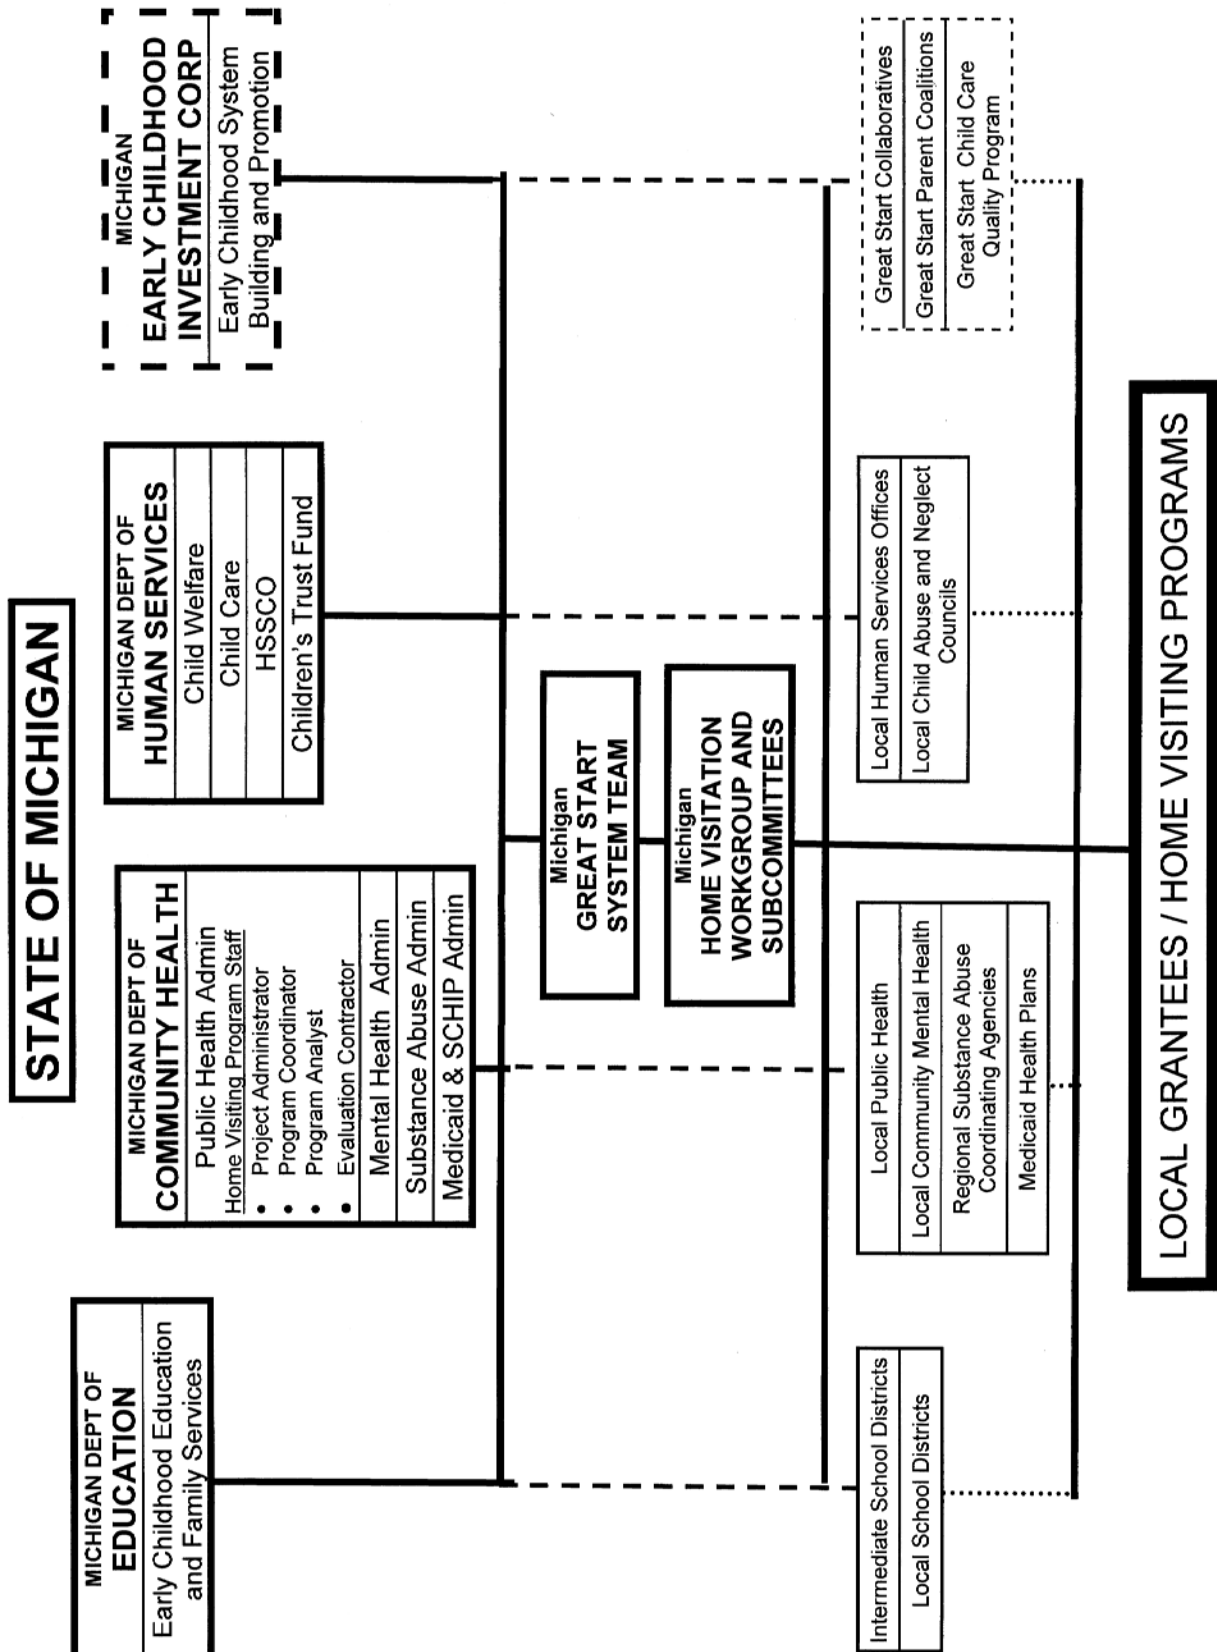 STATE OF MICHIGAN
MICHIGAN DEPT OF
EDUCATION
Early Childhood Education
and Family Services
MICHIGAN DEPT OF
COMMUNITY HEALTH
Public Health Admin
Home Visiting Program Staff
• Project Administrator
• Program Coordinator
• Program Analyst
• Evaluation Contractor
Mental Health Admin
Substance Abuse Admin
Medicaid & SCHIP Admin
MICHIGAN DEPT OF
HUMAN SERVICES
Child Welfare
Child Care
HSSCO
Children's Trust Fund
MICHIGAN
EARLY CHILDHOOD
INVESTMENT CORP
Early Childhood System
Building and Promotion
Michigan
GREAT START
SYSTEM TEAM
Michigan
HOME VISITATION
WORKGROUP AND
SUBCOMMITTEES
Intermediate School Districts
Local School Districts
Local Public Health
Local Community Mental Health
Regional Substance Abuse
Coordinating Agencies
Medicaid Health Plans
Local Human Services Offices
Local Child Abuse and Neglect
Councils
Great Start Collaboratives
Great Start Parent Coalitions
Great Start Child Care
Quality Program
LOCAL GRANTEES / HOME VISITING PROGRAMS